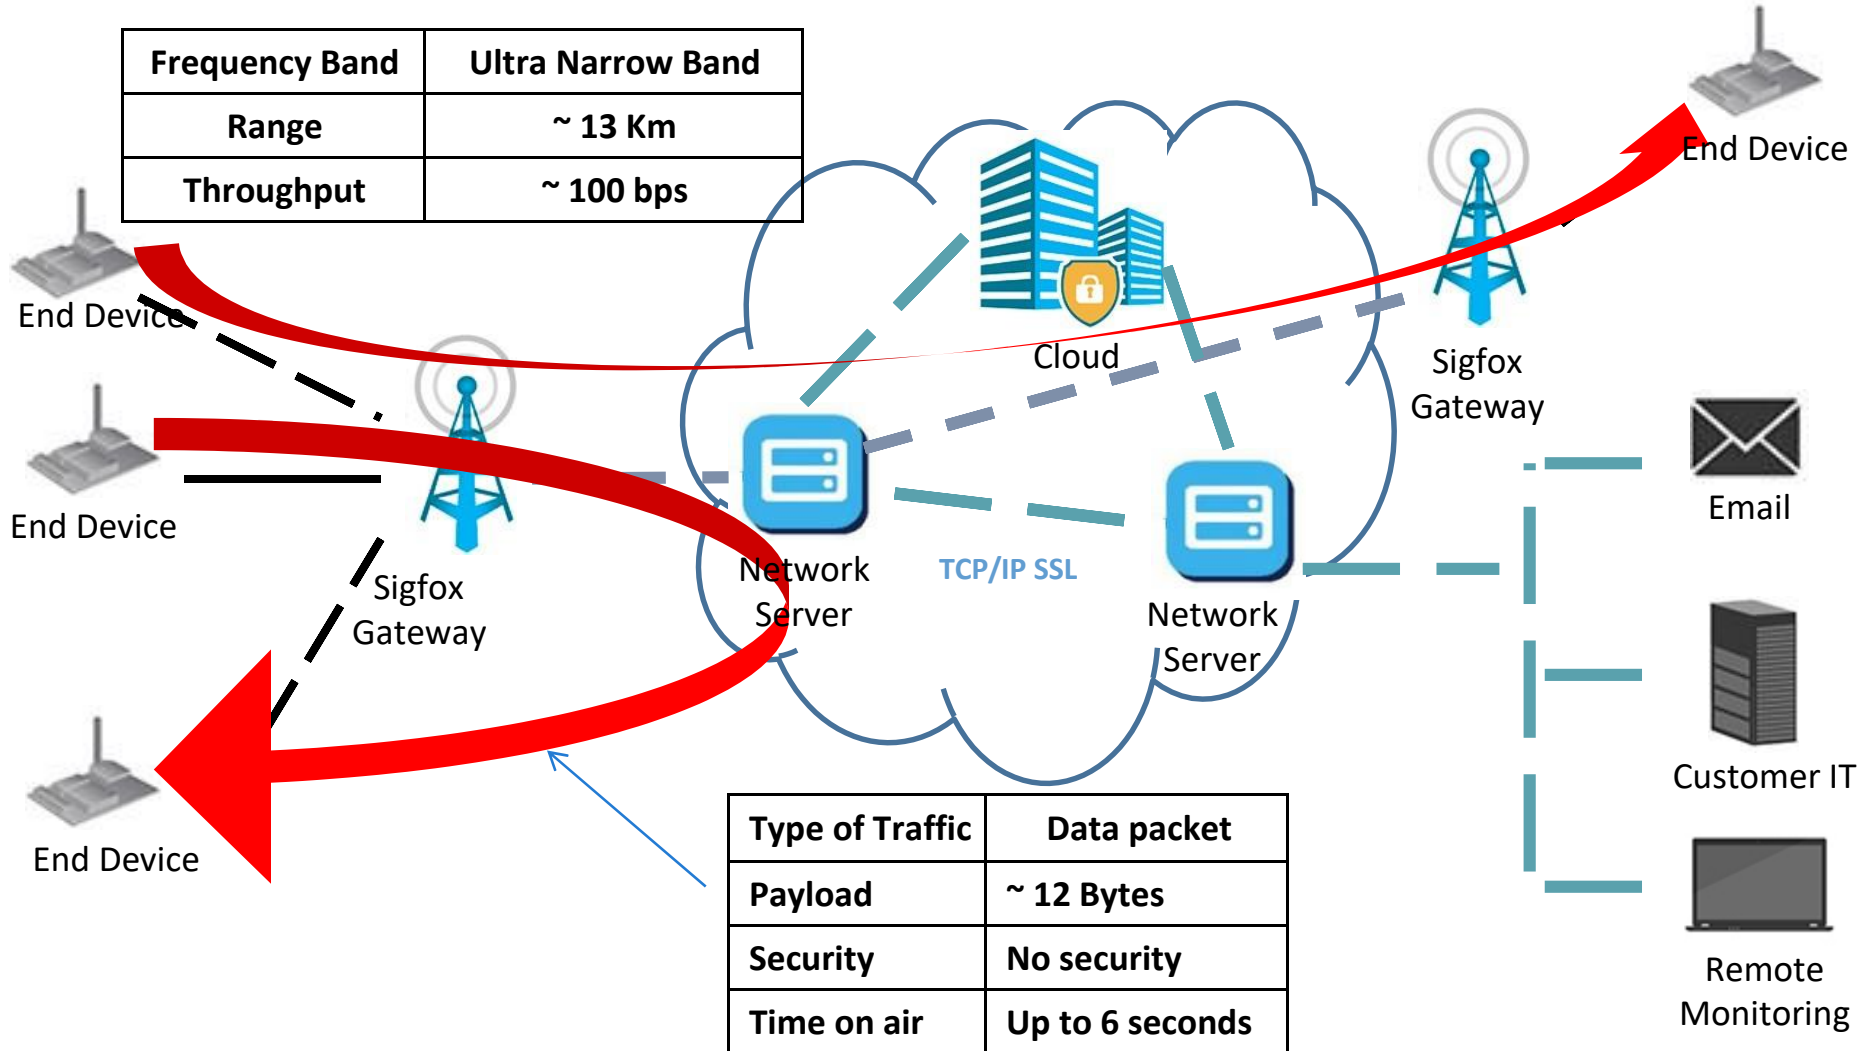 Frequency Band Ultra Narrow Band
Range ~ 13 Km
Throughput ~ 100 bps
End Device
End Device
Cloud
Sigfox
Gateway
End Device
Sigfox
Gateway
Network
Server
TCP/IP SSL
Network
Server
Email
Customer IT
Remote
Monitoring
End Device
Type of Traffic Data packet
Payload ~ 12 Bytes
Security No security
Time on air Up to 6 seconds